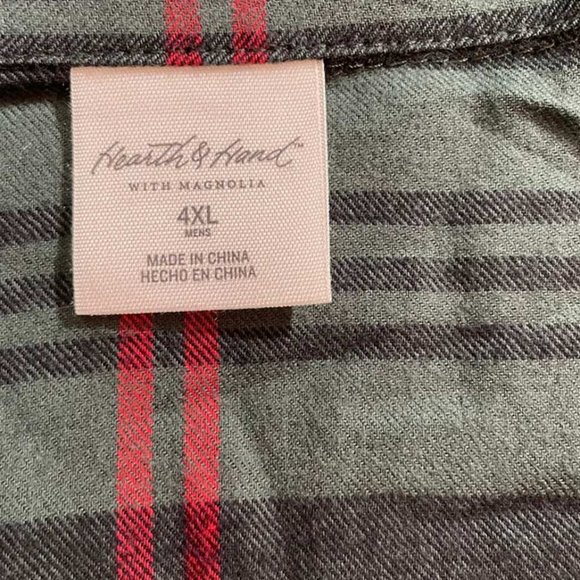 Hearth & Hand™
WITH MAGNOLIA
4XL
MENS
MADE IN CHINA
HECHO EN CHINA